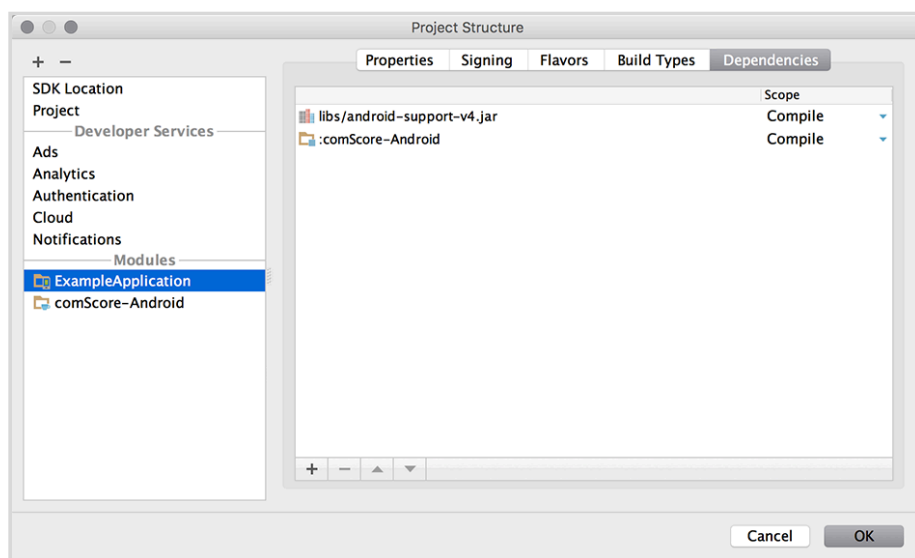 Project Structure
+ −
Properties Signing Flavors Build Types Dependencies
SDK Location
Project
Developer Services
Ads
Analytics
Authentication
Cloud
Notifications
Modules
ExampleApplication
comScore-Android
Scope
libs/android-support-v4.jar Compile
:comScore-Android Compile
+ −
Cancel OK